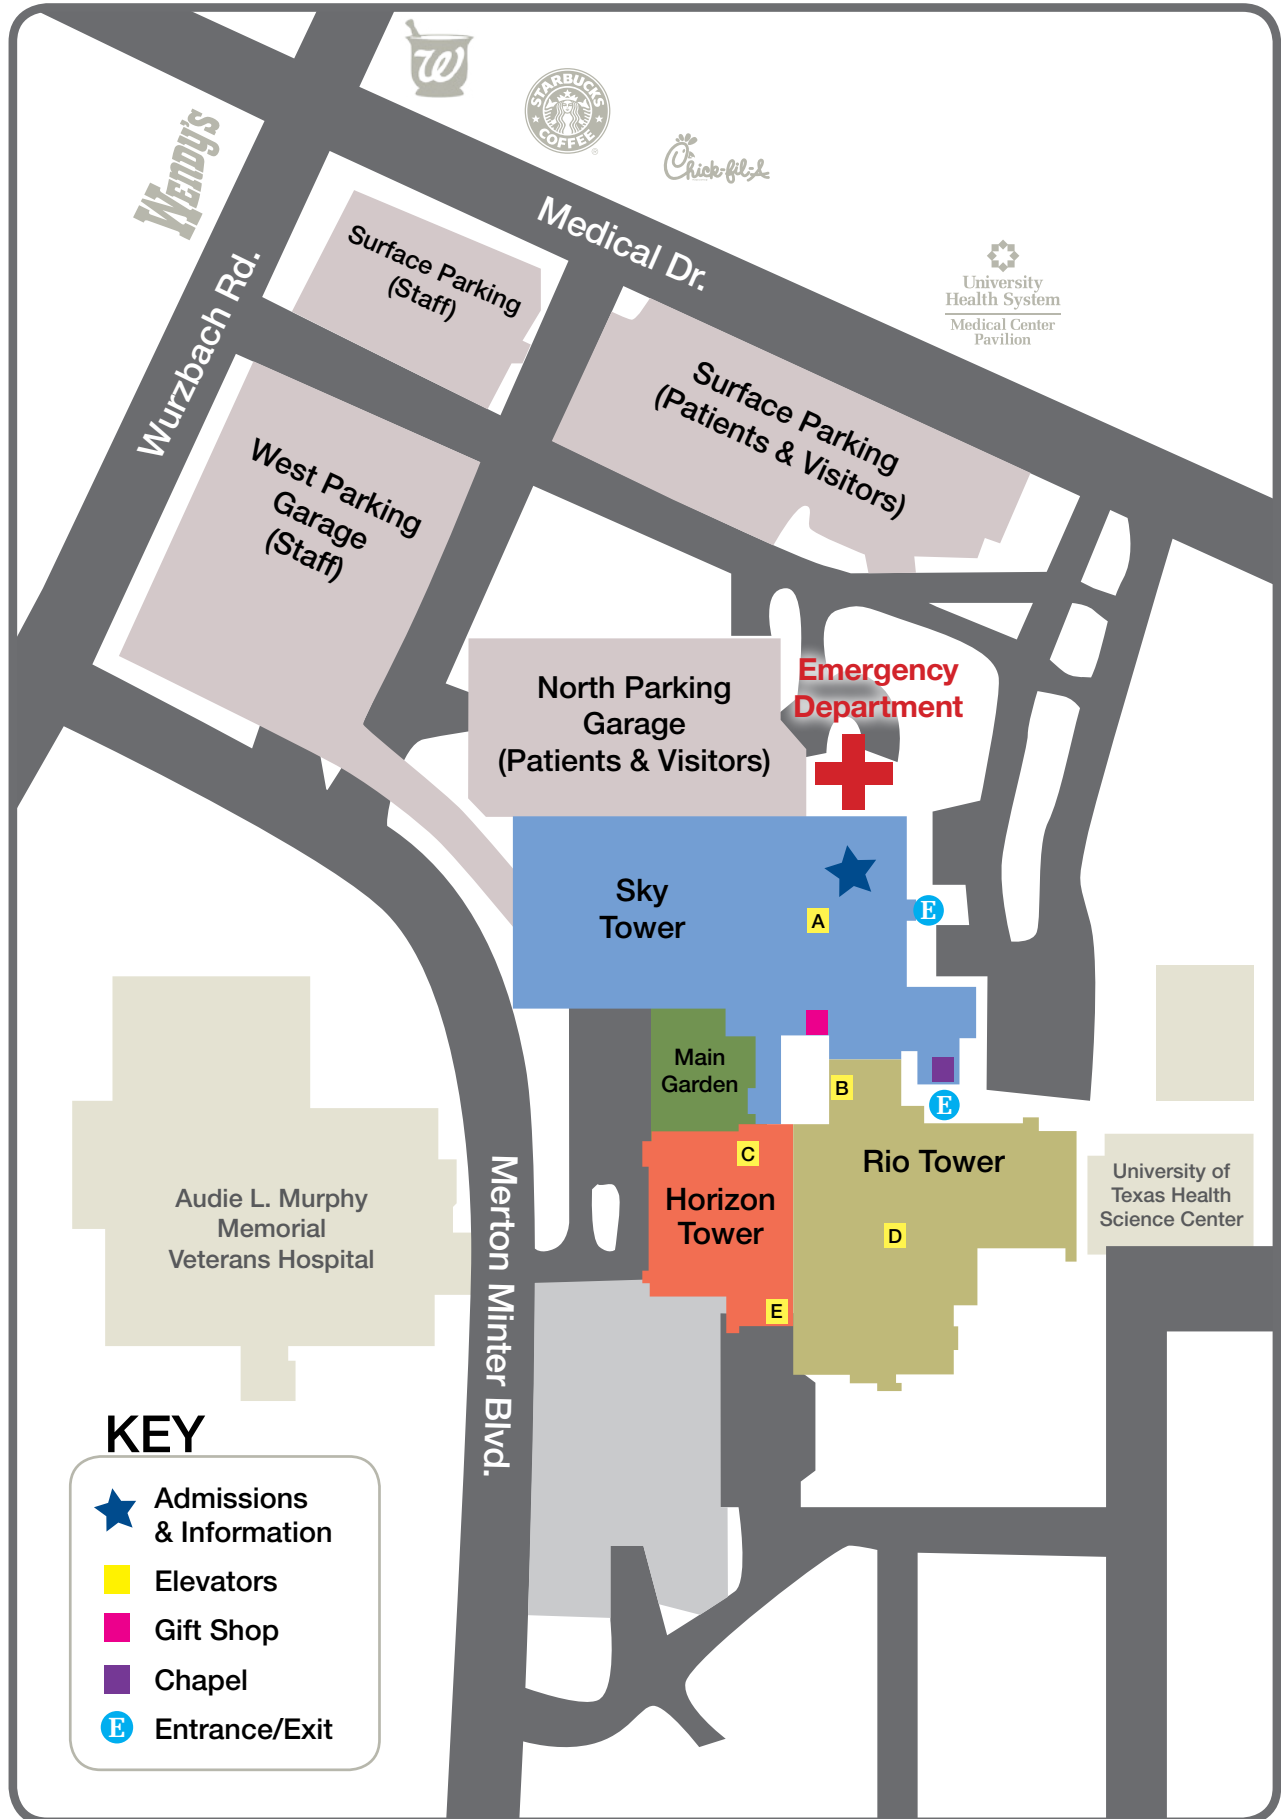 W
STARBUCKS
COFFEE
®
Chick-fil-A
WENDY'S
Medical Dr.
Surface Parking
(Staff)
University
Health System
Medical Center
Pavilion
Wurzbach Rd.
Surface Parking
(Patients & Visitors)
West Parking
Garage
(Staff)
Emergency
Department
North Parking
Garage
(Patients & Visitors)
Sky
Tower
A
E
Main
Garden
B
E
C
Rio Tower
Horizon
Tower
D
E
University of
Texas Health
Science Center
Audie L. Murphy
Memorial
Veterans Hospital
Merton Minter Blvd.
KEY
Admissions
& Information
Elevators
Gift Shop
Chapel
E Entrance/Exit